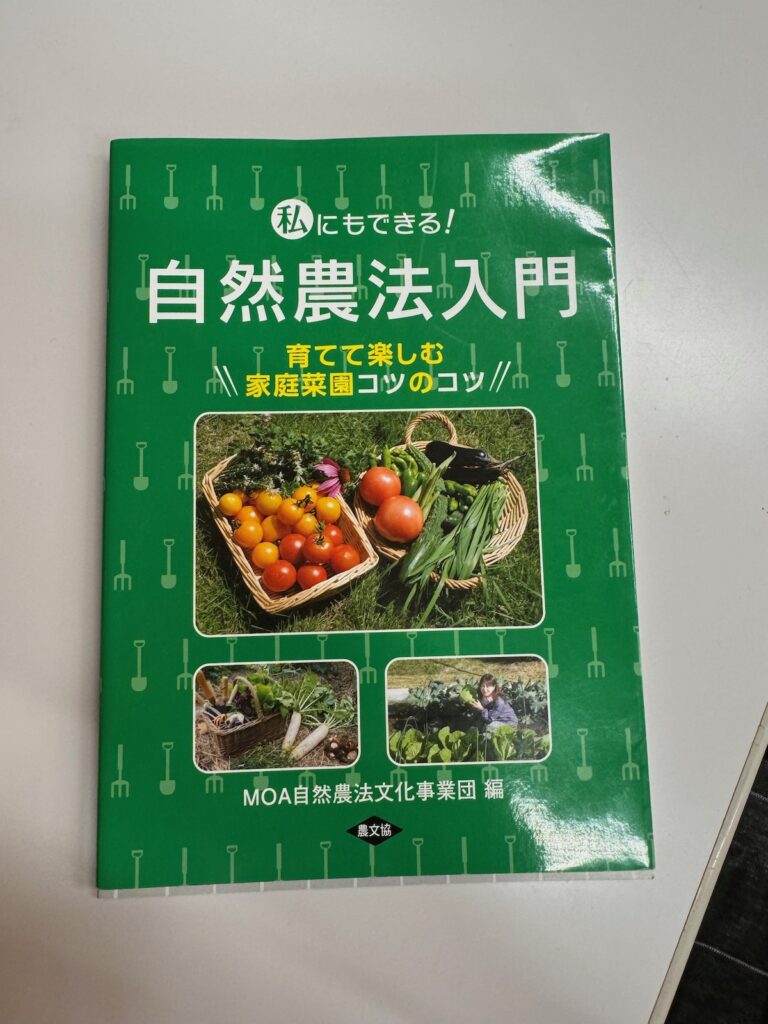 私にもできる!
自然農法入門
育てて楽しむ
家庭菜園コツのコツ
MOA自然農法文化事業団 編
農文協